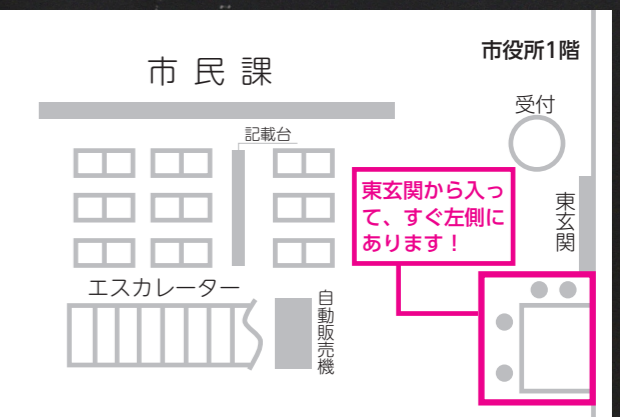 市役所1階
市民課
受付
記載台
東玄関から入っ
て、すぐ左側に
あります！
東玄関
エスカレーター
自動販売機